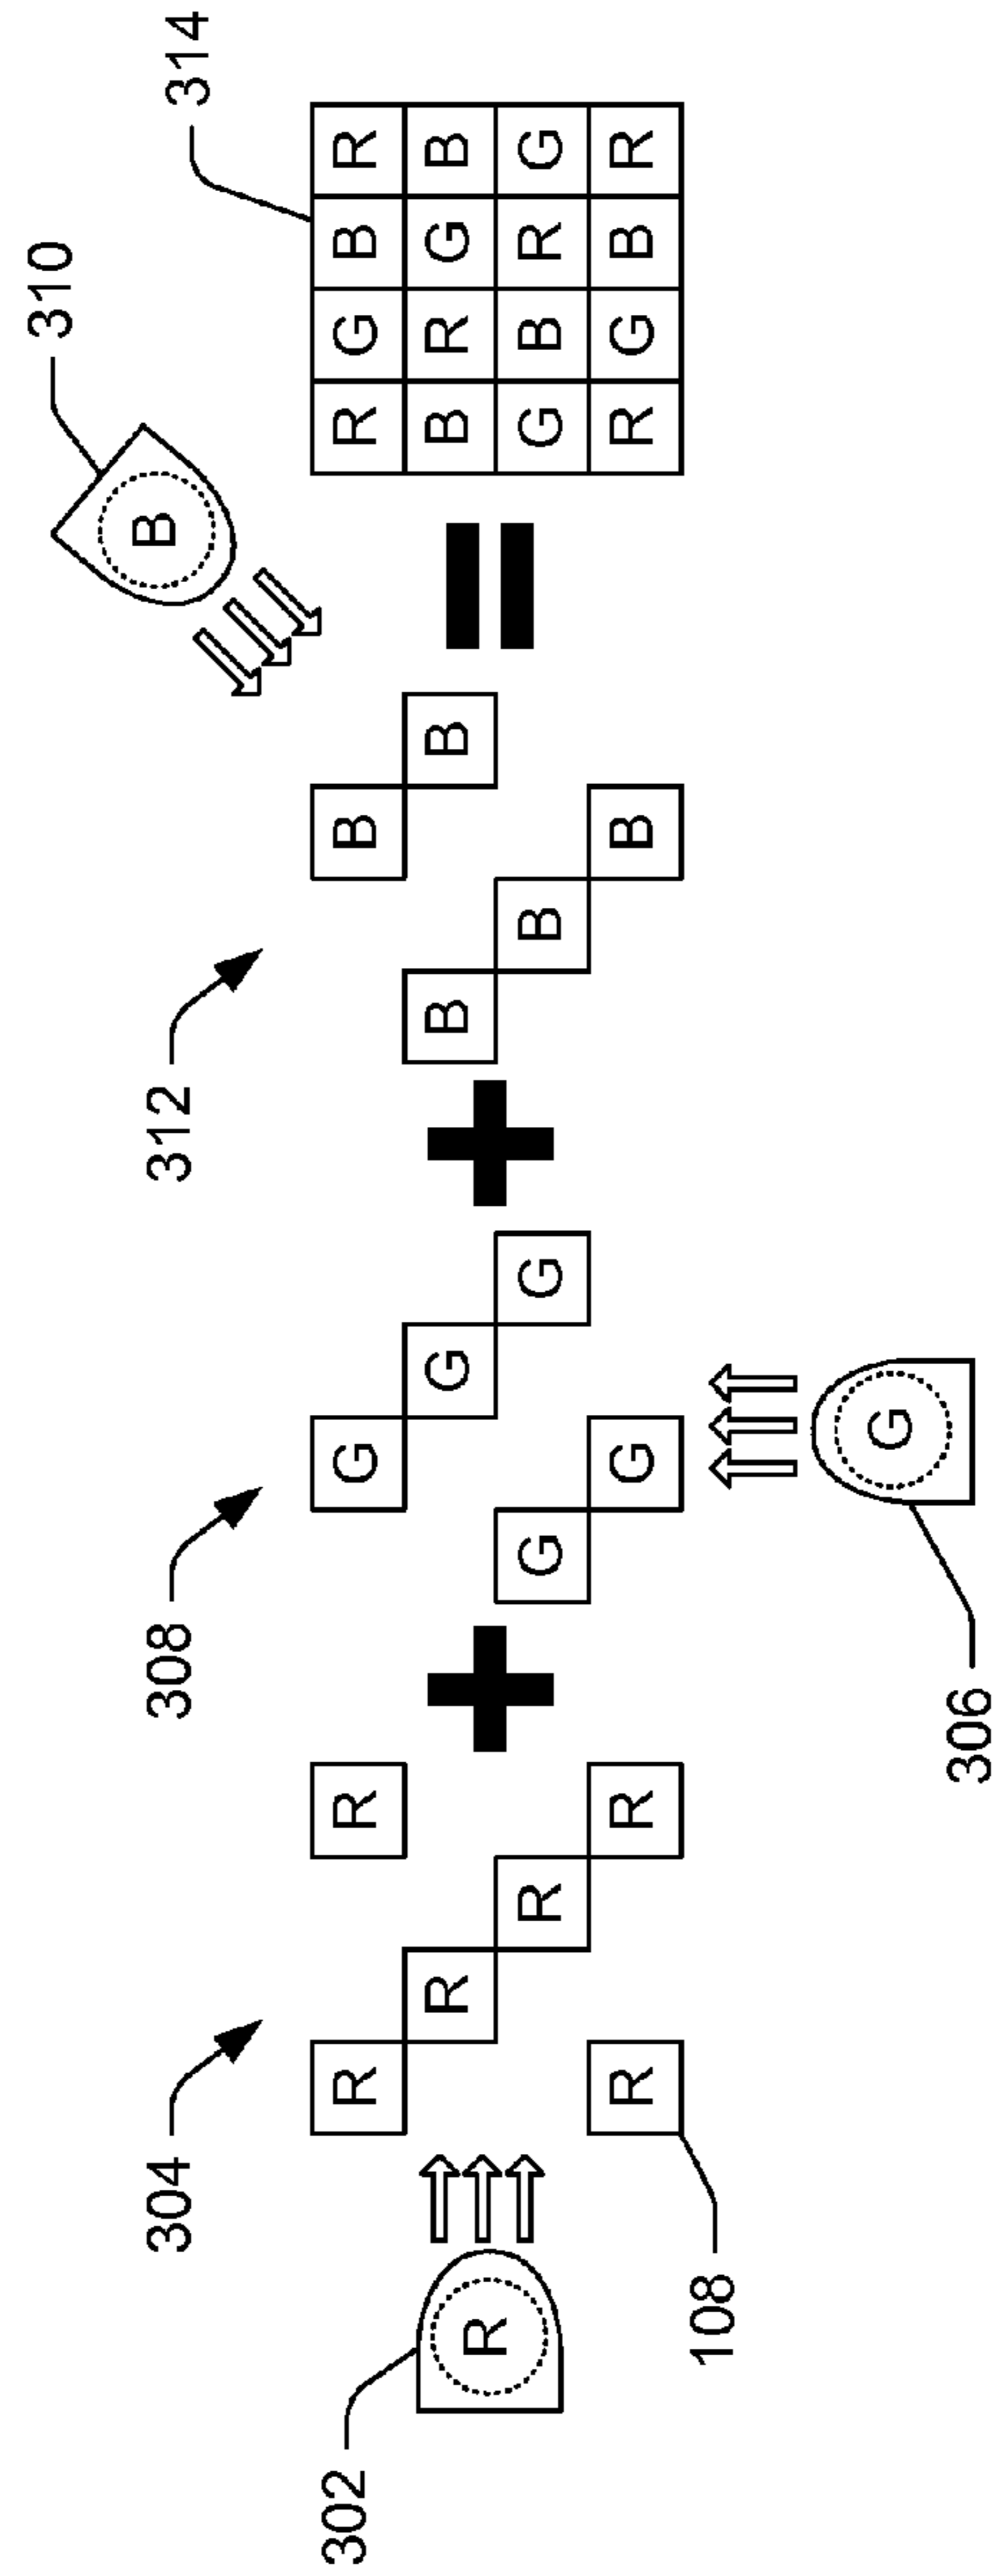 310
B
304 308 312 314
302
R R G B R G B R
R G B B B R G B
R + + =
R G G B G B R G
R R G B R G B R
108
G
306